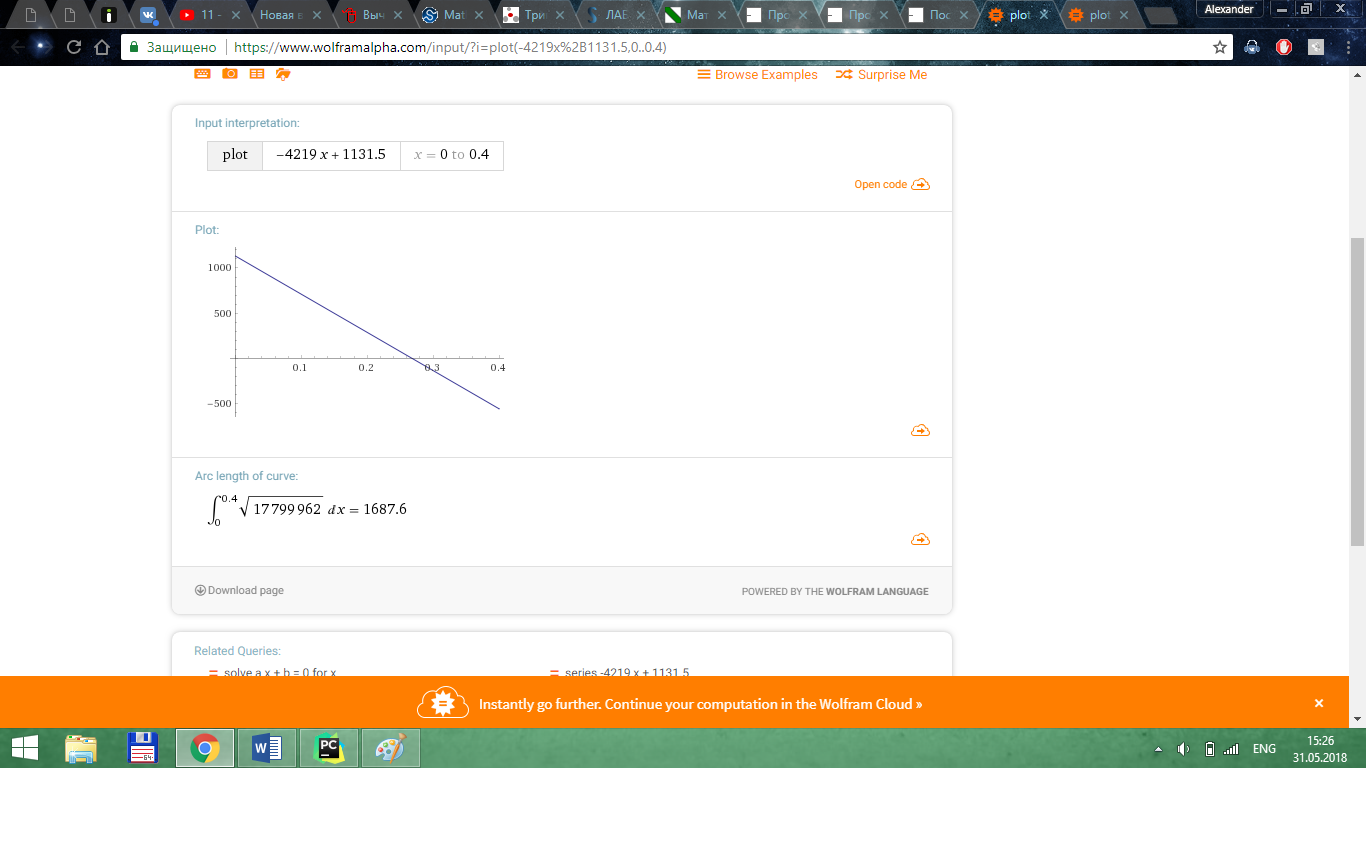 11 -
Новая в
Выч
Mat
Три
ЛАБ
Мат
Про
Про
Пос
plot
plot
Alexander
Защищено
https://www.wolframalpha.com/input/?i=plot(-4219x%2B1131.5,0..0.4)
Browse Examples
Surprise Me
Input interpretation:
plot −4219 x + 1131.5 x = 0 to 0.4
Open code
Plot:
1000
500
0.1 0.2 0.3 0.4
−500
Arc length of curve:
∫₀^0.4 √17799962 dx = 1687.6
Download page
POWERED BY THE WOLFRAM LANGUAGE
Related Queries:
= solve a x + b = 0 for x
= series -4219 x + 1131.5
Instantly go further. Continue your computation in the Wolfram Cloud »
W
PC
ENG
15:26
31.05.2018